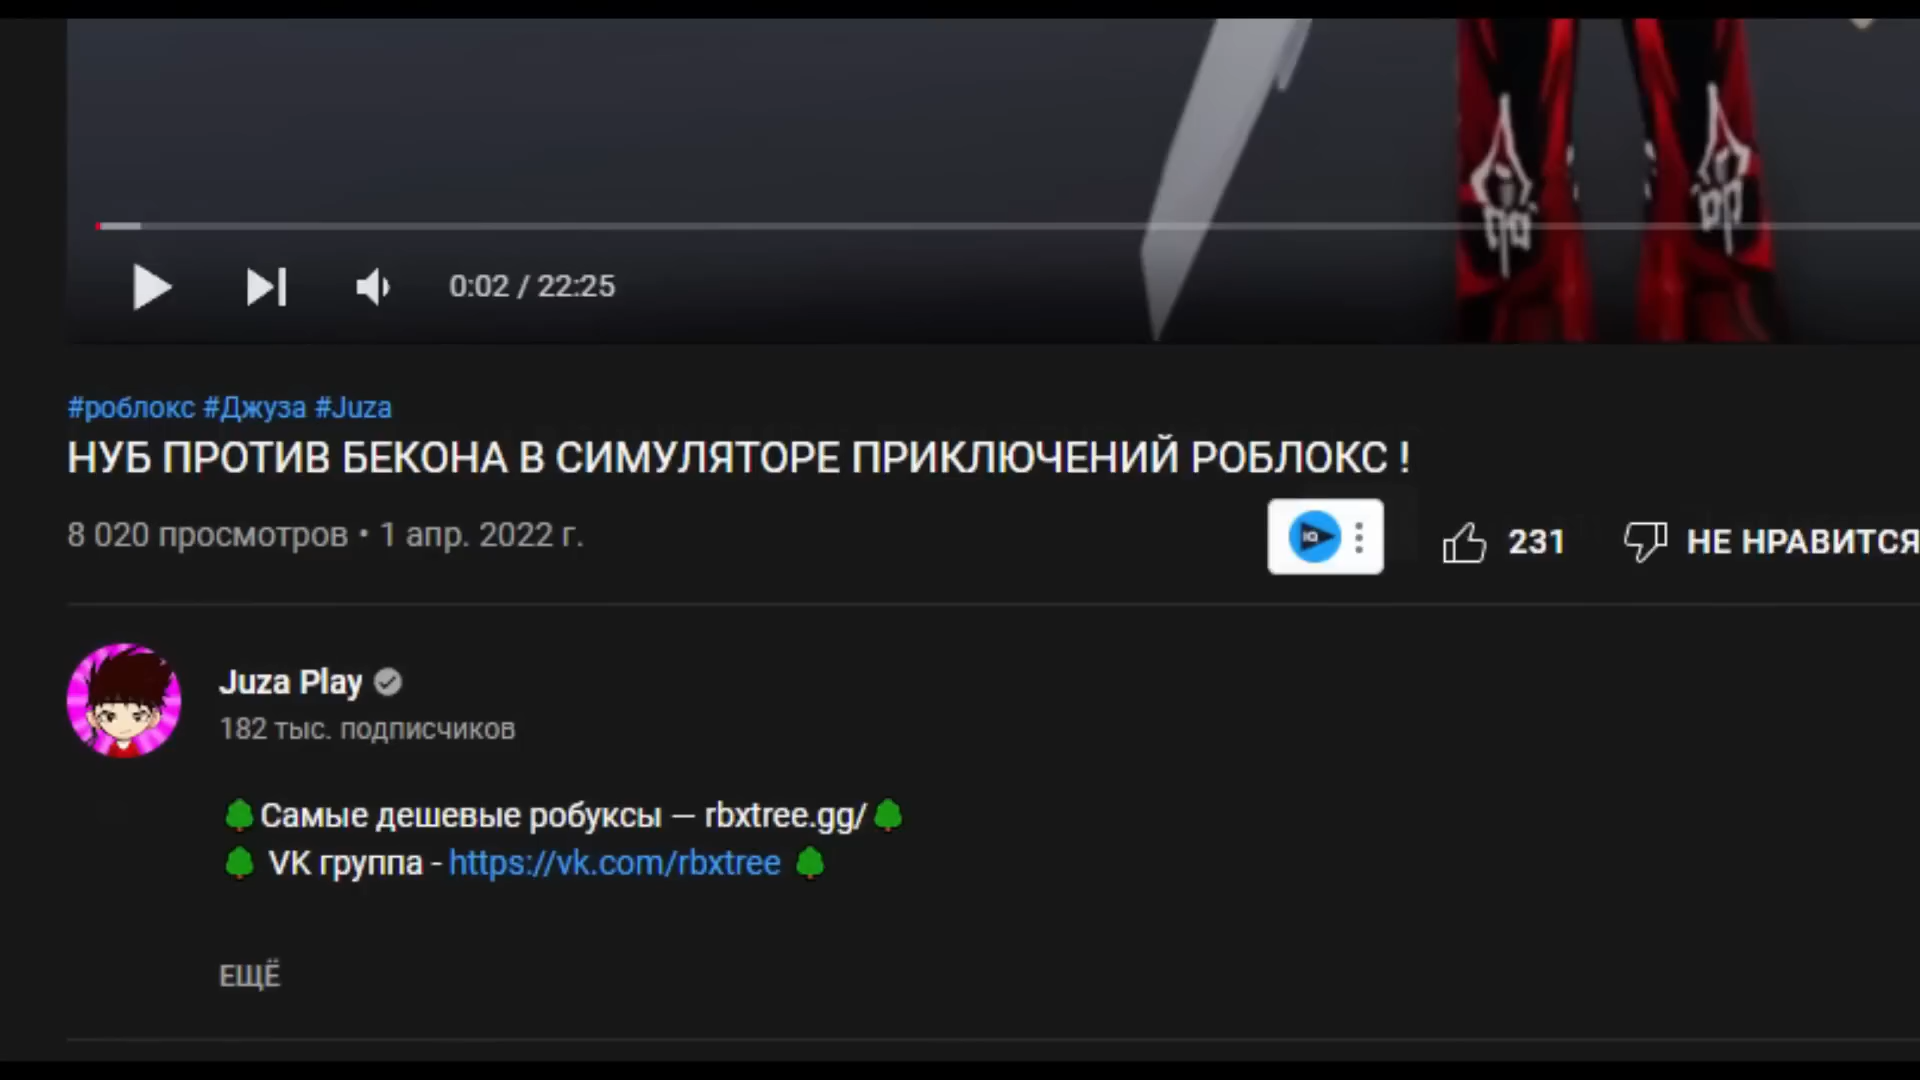 0:02 / 22:25
#роблокс #Джуза #Juza
НУБ ПРОТИВ БЕКОНА В СИМУЛЯТОРЕ ПРИКЛЮЧЕНИЙ РОБЛОКС !
8 020 просмотров • 1 апр. 2022 г.
IQ
231
НЕ НРАВИТСЯ
Juza Play
182 тыс. подписчиков
🌳Самые дешевые робуксы — rbxtree.gg/🌳
🌳 VK группа - https://vk.com/rbxtree 🌳
ЕЩЁ